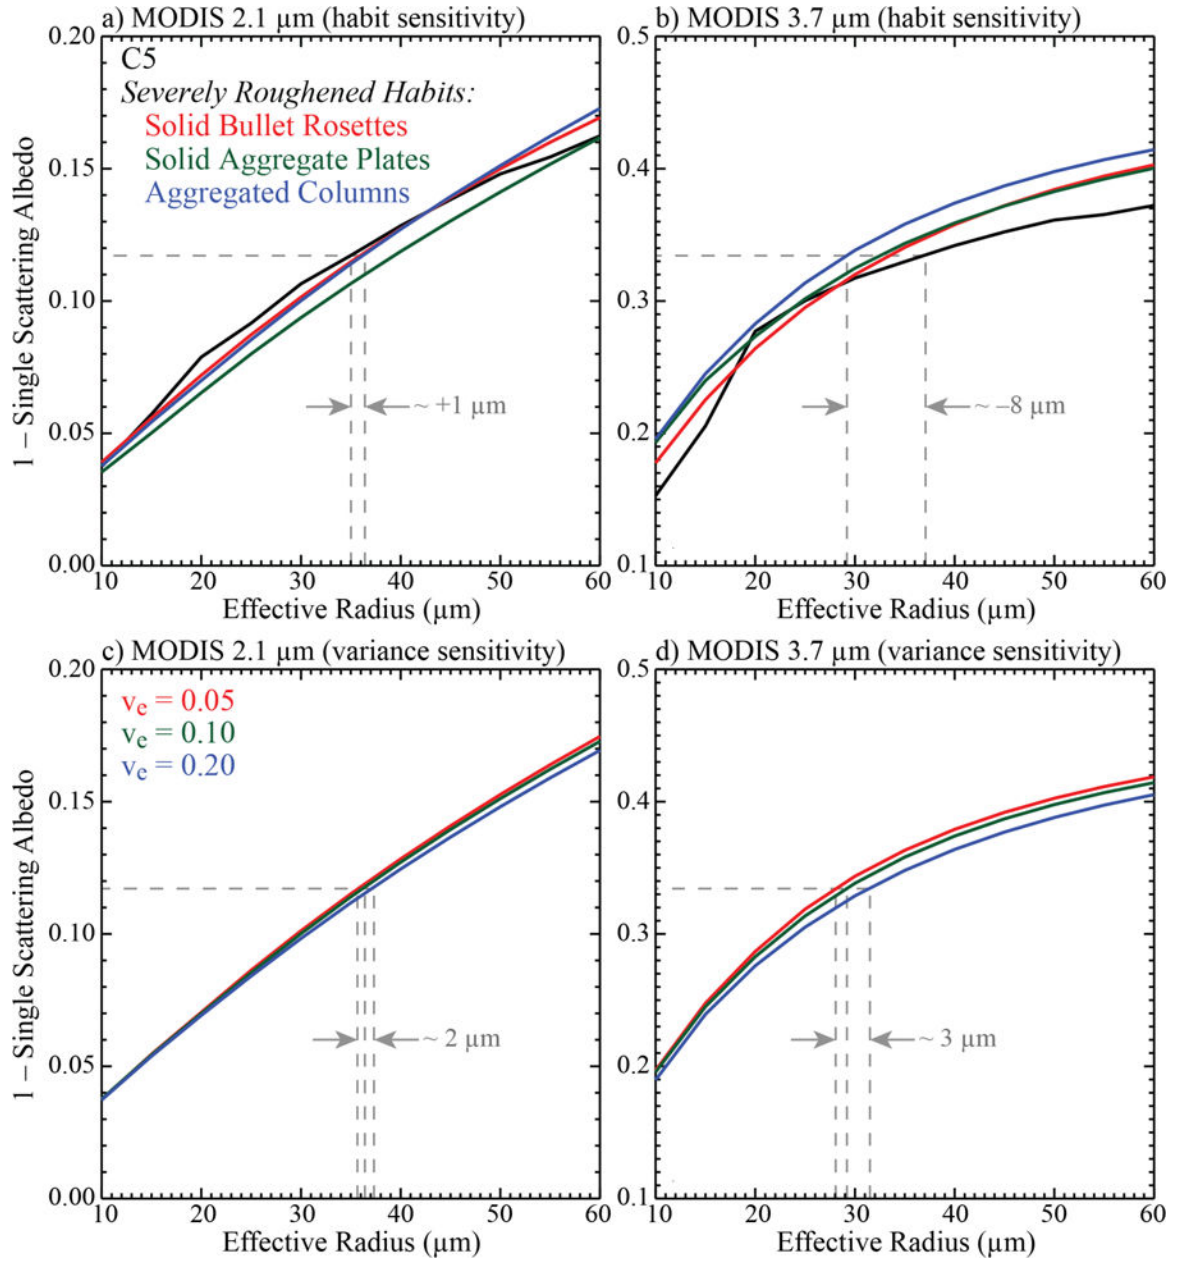 a) MODIS 2.1 µm (habit sensitivity)
0.20
0.15
0.10
0.05
0.00
1 – Single Scattering Albedo
C5
Severely Roughened Habits:
Solid Bullet Rosettes
Solid Aggregate Plates
Aggregated Columns
~ +1 µm
10 20 30 40 50 60
Effective Radius (µm)
b) MODIS 3.7 µm (habit sensitivity)
0.5
0.4
0.3
0.2
0.1
~ –8 µm
10 20 30 40 50 60
Effective Radius (µm)
c) MODIS 2.1 µm (variance sensitivity)
0.20
0.15
0.10
0.05
0.00
1 – Single Scattering Albedo
vₑ = 0.05
vₑ = 0.10
vₑ = 0.20
~ 2 µm
10 20 30 40 50 60
Effective Radius (µm)
d) MODIS 3.7 µm (variance sensitivity)
0.5
0.4
0.3
0.2
0.1
~ 3 µm
10 20 30 40 50 60
Effective Radius (µm)